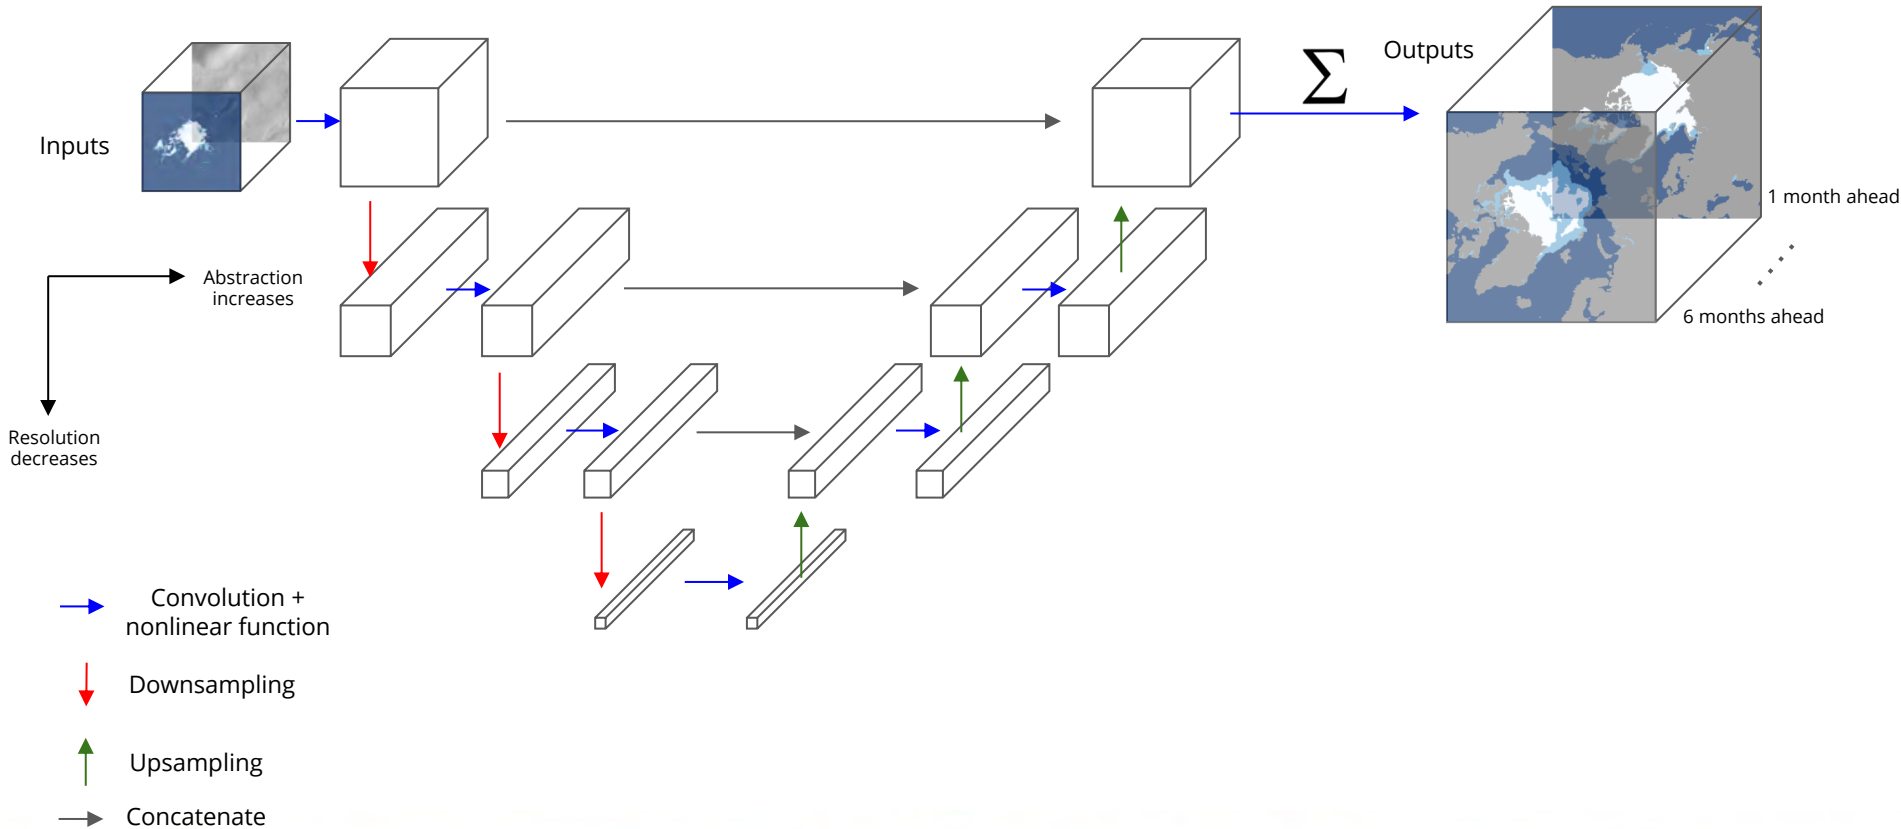 Inputs
Σ
Outputs
1 month ahead
6 months ahead
Abstraction
increases
Resolution
decreases
Convolution +
nonlinear function
Downsampling
Upsampling
Concatenate